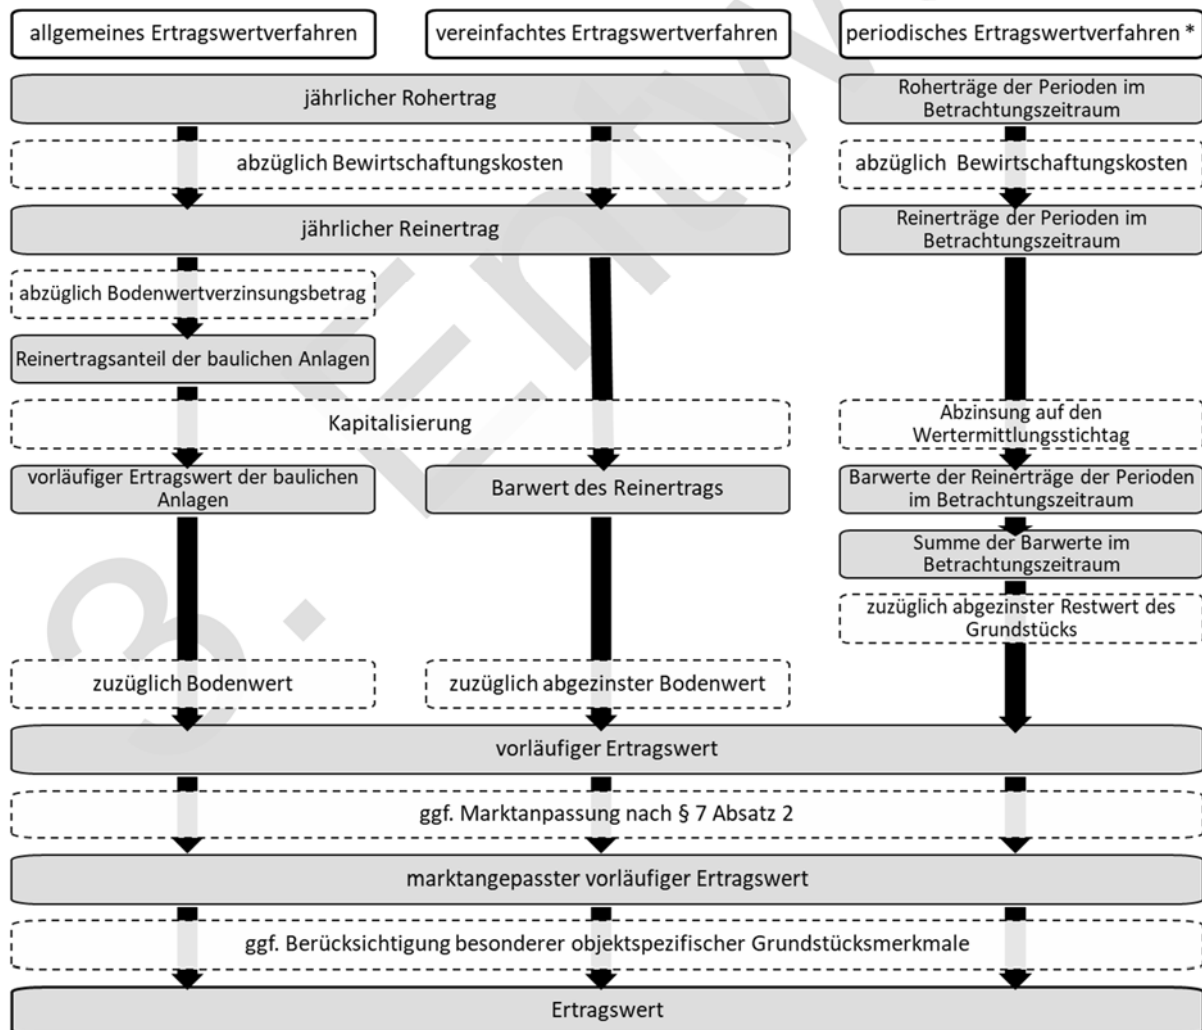 allgemeines Ertragswertverfahren
vereinfachtes Ertragswertverfahren
periodisches Ertragswertverfahren *
jährlicher Rohertrag
Roherträge der Perioden im
Betrachtungszeitraum
abzüglich Bewirtschaftungskosten
abzüglich Bewirtschaftungskosten
jährlicher Reinertrag
Reinerträge der Perioden im
Betrachtungszeitraum
abzüglich Bodenwertverzinsungsbetrag
Reinertragsanteil der baulichen Anlagen
Kapitalisierung
Abzinsung auf den
Wertermittlungsstichtag
vorläufiger Ertragswert der baulichen
Anlagen
Barwert des Reinertrags
Barwerte der Reinerträge der Perioden
im Betrachtungszeitraum
Summe der Barwerte im
Betrachtungszeitraum
zuzüglich abgezinster Restwert des
Grundstücks
zuzüglich Bodenwert
zuzüglich abgezinster Bodenwert
vorläufiger Ertragswert
ggf. Marktanpassung nach § 7 Absatz 2
marktangepasster vorläufiger Ertragswert
ggf. Berücksichtigung besonderer objektspezifischer Grundstücksmerkmale
Ertragswert
3. Entw